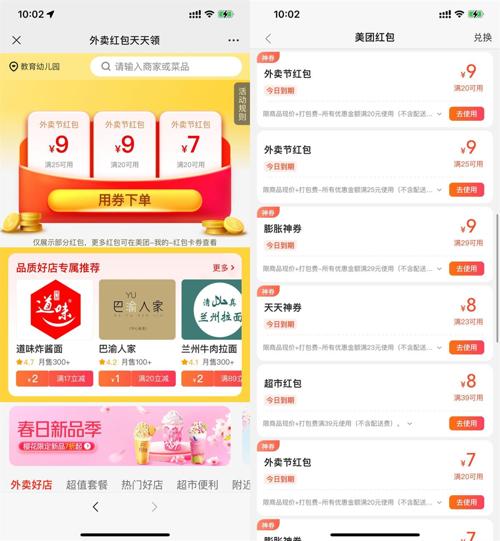 10:02
外卖红包天天领
教育幼儿园
请输入商家或菜品
活动规则
外卖节红包
¥9
满25可用
外卖节红包
¥9
满20可用
外卖节红包
¥7
满20可用
用券下单
仅展示部分红包，更多红包可在美团-我的-红包卡券查看
品质好店专属推荐
更多
道味
道味炸酱面
4.7 月售300+
¥2 满17立减
YU
巴渝人家
巴渝人家
4.2 月售100+
¥1 满20立减
清真
兰州拉面
兰州牛肉拉面
4.1 月售100+
¥2 满89立
春日新品季
樱花限定新品7折起
外卖好店 超值套餐 热门好店 超市便利 附近
10:02
美团红包
兑换
神券
外卖节红包
今日到期
¥9
满20可用
限商品现价+打包费-所有优惠金额满20元使用（不含配送...
去使用
神券
外卖节红包
今日到期
¥9
满25可用
限商品现价+打包费-所有优惠金额满25元使用（不含配送...
去使用
神券
膨胀神券
今日到期
¥9
满29可用
限商品现价+打包费-所有优惠金额满29元使用（不含配送...
去使用
神券
天天神券
今日到期
¥8
满23可用
限商品现价+打包费-所有优惠金额满23元使用（不含配送...
去使用
超市红包
今日到期
¥8
满39可用
限商品现价+打包费满39元使用（不含配送费）。
去使用
神券
外卖节红包
今日到期
¥7
满20可用
限商品现价+打包费-所有优惠金额满20元使用（不含配送...
去使用
神券
膨胀神券
¥7